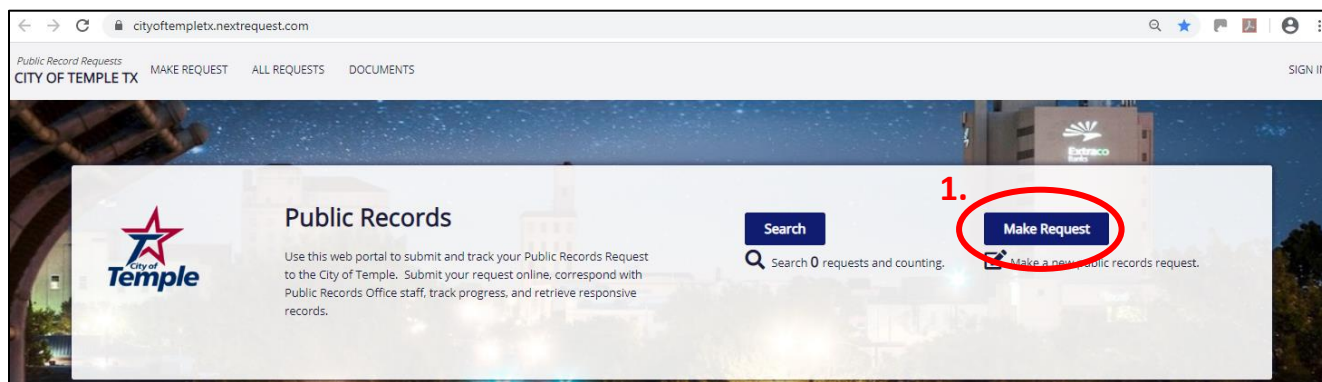 cityoftempletx.nextrequest.com
Public Record Requests
CITY OF TEMPLE TX MAKE REQUEST ALL REQUESTS DOCUMENTS SIGN IN
Extraco
Banks
1.
Public Records
Search
Make Request
Use this web portal to submit and track your Public Records Request
to the City of Temple. Submit your request online, correspond with
Public Records Office staff, track progress, and retrieve responsive
records.
Search 0 requests and counting.
Make a new public records request.
City of
Temple